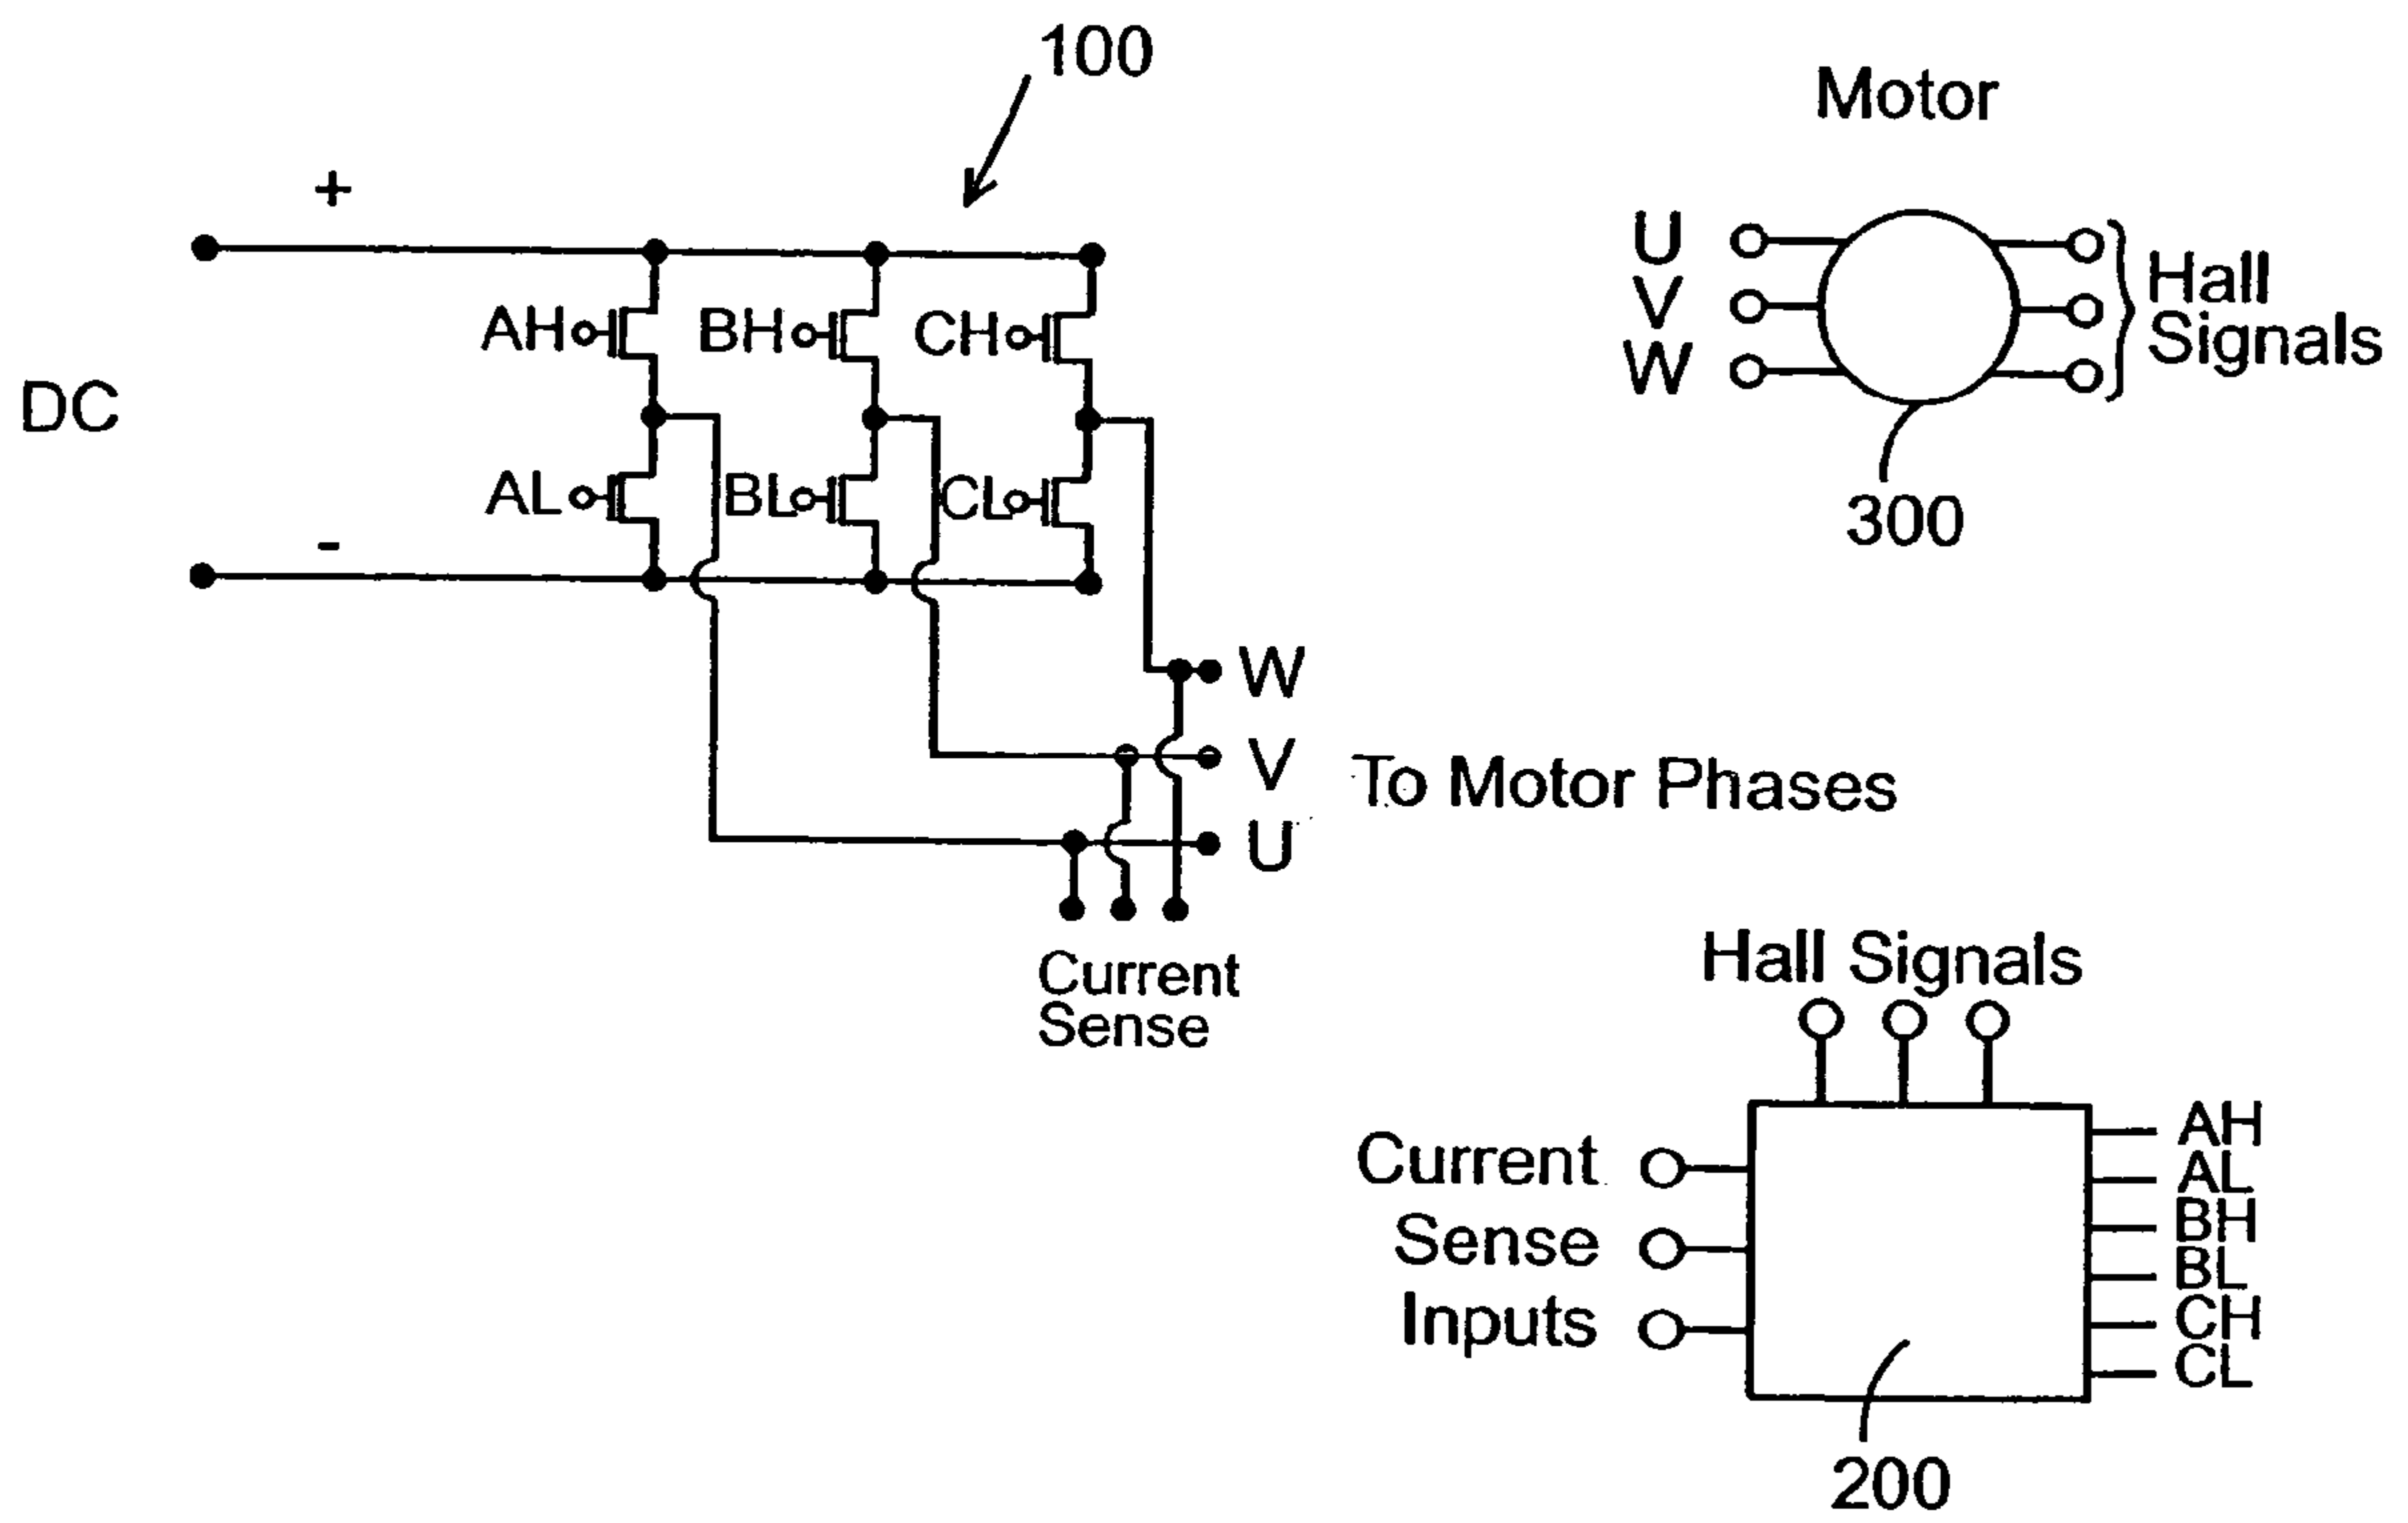 100
Motor
+
U
V
W
Hall
Signals
AH
BH
CH
DC
AL
BL
CL
-
300
W
V
To Motor Phases
U
Current
Sense
Hall Signals
Current
Sense
Inputs
AH
AL
BH
BL
CH
CL
200